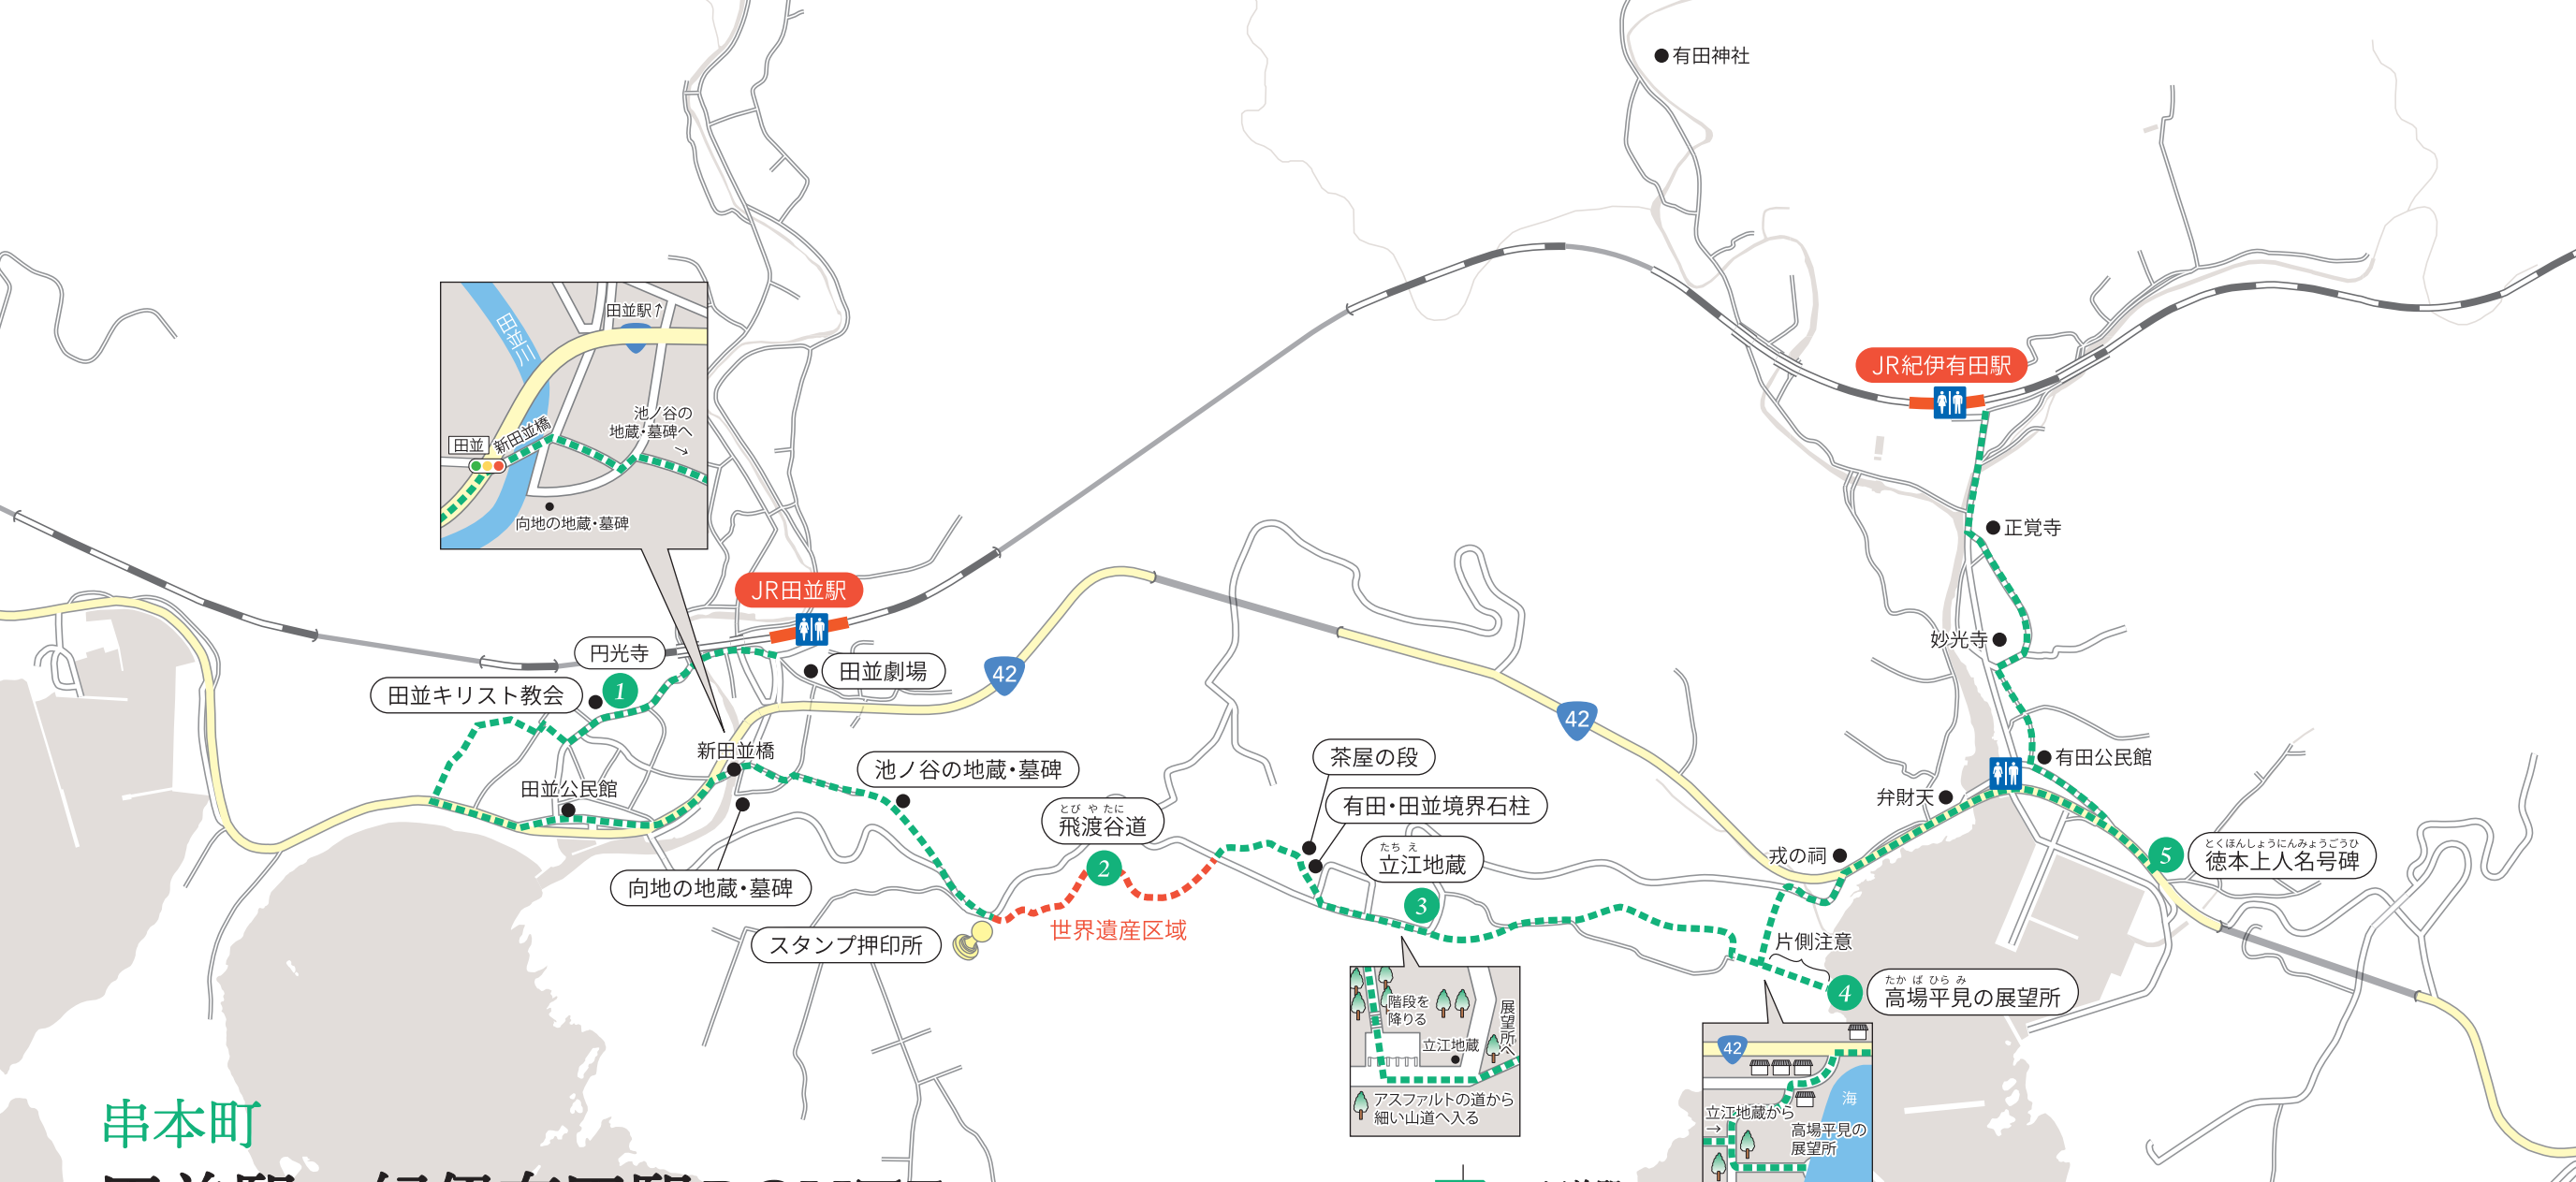 有田神社
田並駅↑
田並川
池ノ谷の
地蔵・墓碑へ
→
田並
新田並橋
向地の地蔵・墓碑
JR紀伊有田駅
正覚寺
JR田並駅
円光寺
妙光寺
田並劇場
42
田並キリスト教会
1
42
新田並橋
茶屋の段
有田公民館
池ノ谷の地蔵・墓碑
田並公民館
弁財天
有田・田並境界石柱
とびやたに
飛渡谷道
2
たちえ
立江地蔵
戎の祠
5
とくほんしょうにんみょうごうひ
徳本上人名号碑
向地の地蔵・墓碑
3
世界遺産区域
スタンプ押印所
片側注意
4
たかばひらみ
高場平見の展望所
階段を
降りる
展望所へ
立江地蔵
アスファルトの道から
細い山道へ入る
42
海
立江地蔵から
→
高場平見の
展望所
串本町